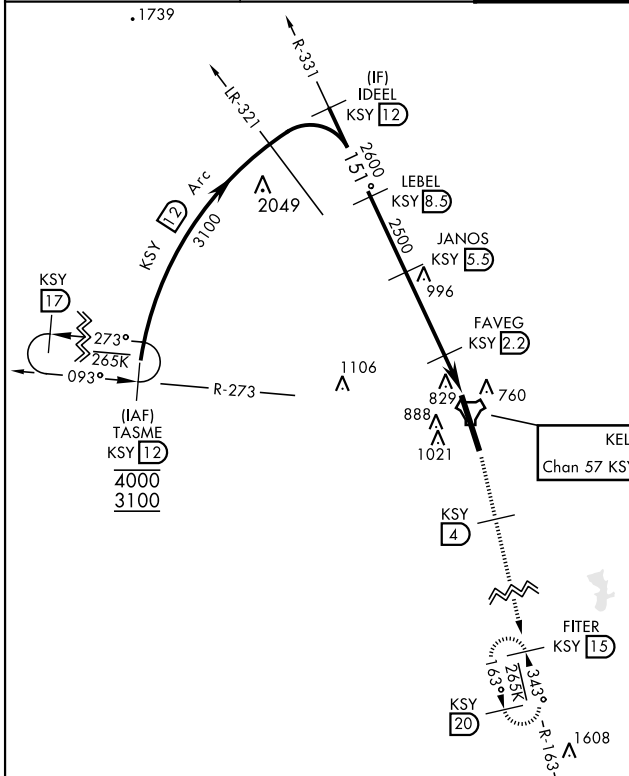 .1739
R-331
(IF)
IDEEL
KSY 12
LR-321
2600
151°
LEBEL
KSY 8.5
KSY 12 Arc
3100
2049
2500
JANOS
KSY 5.5
996
KSY
17
273°
265K
093°
R-273
1106
FAVEG
KSY 2.2
829
760
888
1021
(IAF)
TASME
KSY 12
4000
3100
KEL
Chan 57 KSY
KSY
4
FITER
KSY 15
163°
265K
343°
KSY
20
R-163
1608